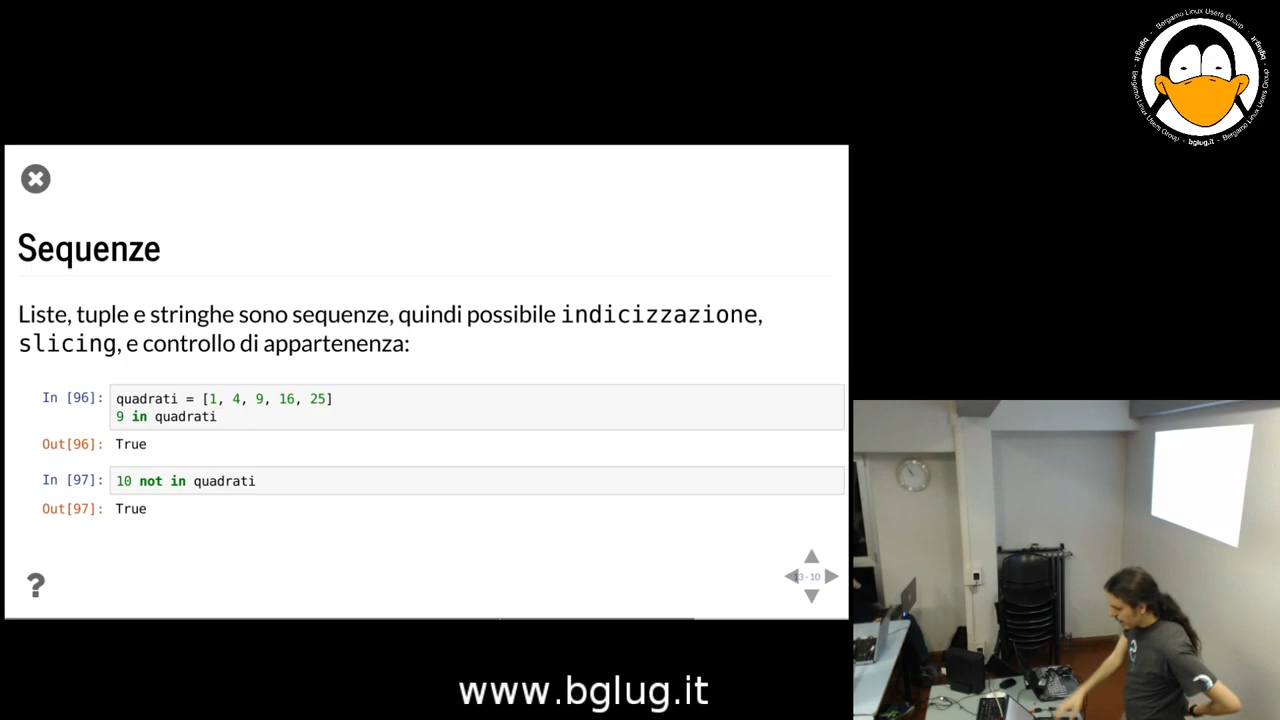 Bergamo Linux Users Group
bglug.it
Sequenze
Liste, tuple e stringhe sono sequenze, quindi possibile indicizzazione,
slicing, e controllo di appartenenza:
In [96]: quadrati = [1, 4, 9, 16, 25]
9 in quadrati
Out[96]: True
In [97]: 10 not in quadrati
Out[97]: True
?
13-10
www.bglug.it